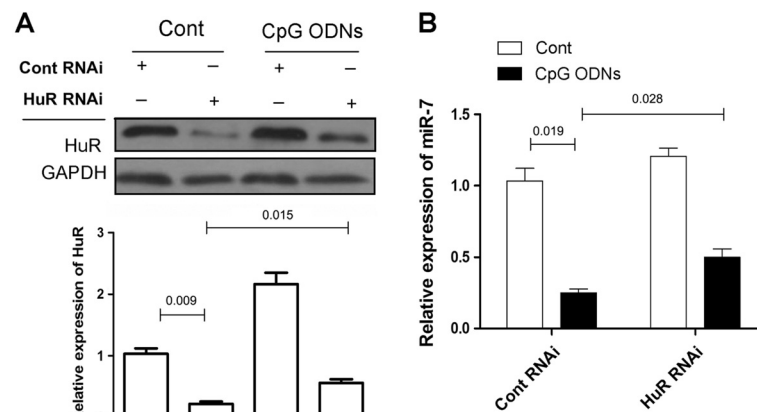 A
Cont CpG ODNs
Cont RNAi + – + –
HuR RNAi – + – +
HuR
GAPDH
0.015
3
0.009
2
1
elative expression of HuR
B
Cont
CpG ODNs
0.028
1.5
0.019
1.0
0.5
0.0
Relative expression of miR-7
Cont RNAi
HuR RNAi